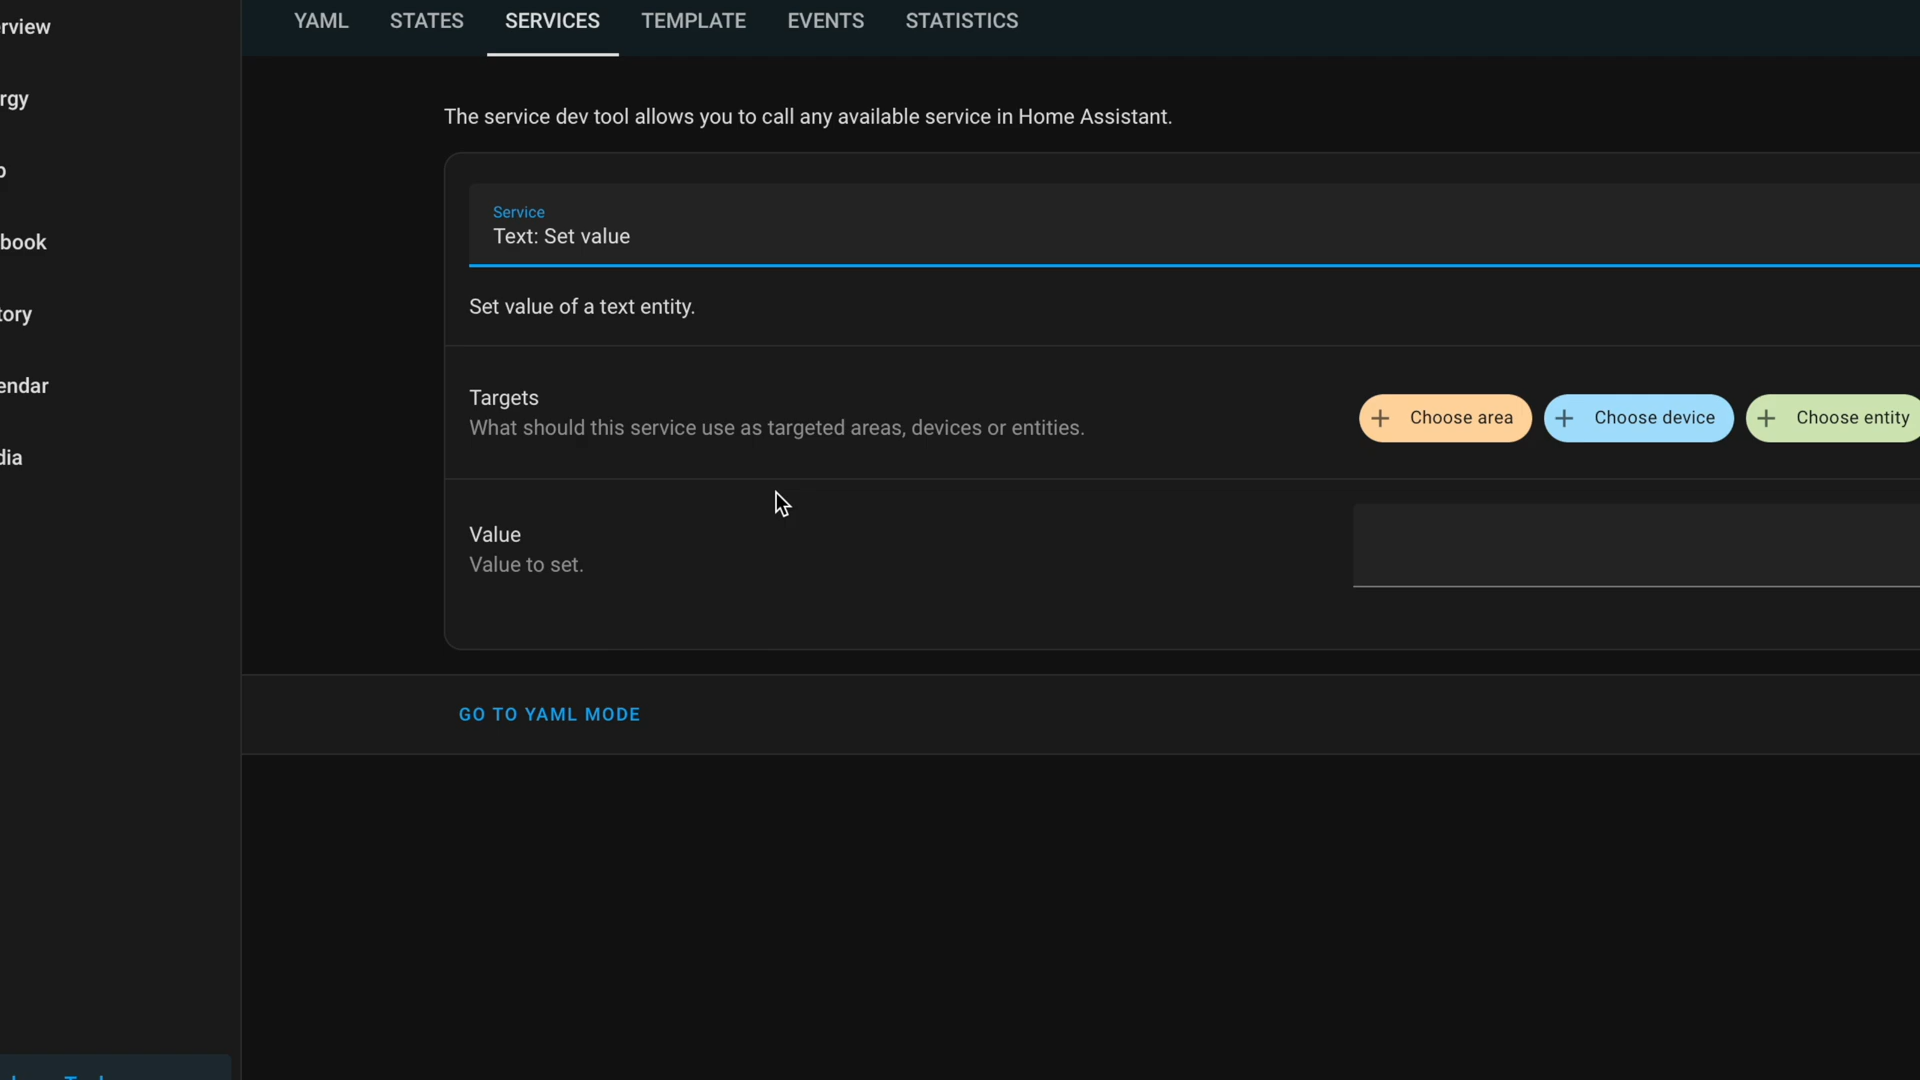 YAML STATES SERVICES TEMPLATE EVENTS STATISTICS
rview
rgy
book
tory
endar
dia
The service dev tool allows you to call any available service in Home Assistant.
Service
Text: Set value
Set value of a text entity.
Targets
What should this service use as targeted areas, devices or entities.
Choose area
Choose device
Choose entity
Value
Value to set.
GO TO YAML MODE